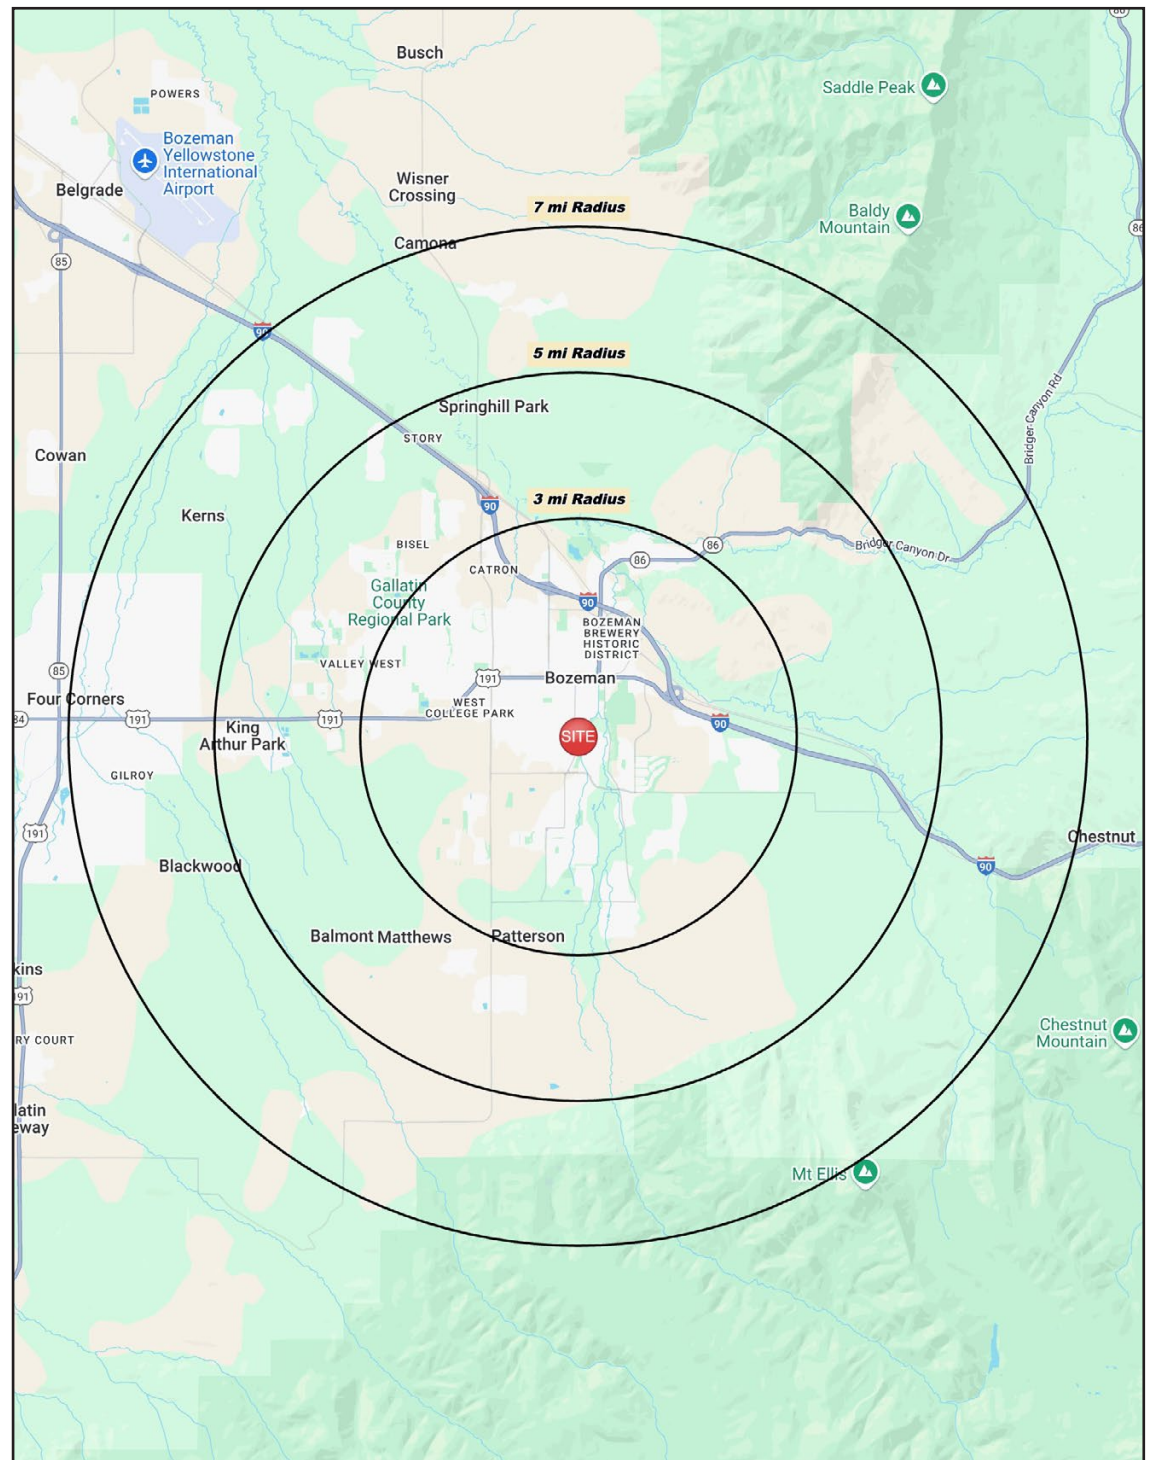 86
Busch
Saddle Peak
POWERS
Bozeman
Yellowstone
International
Airport
Belgrade
Wisner
Crossing
7 mi Radius
Baldy
Mountain
86
Camona
85
90
5 mi Radius
Springhill Park
STORY
Bridger Canyon Rd
Cowan
3 mi Radius
90
Kerns
BISEL
86
86
Bridger Canyon Dr
CATRON
Gallatin
County
Regional Park
90
BOZEMAN
BREWERY
HISTORIC
DISTRICT
VALLEY WEST
85
191
Bozeman
Four Corners
WEST
COLLEGE PARK
84
191
191
King
Arthur Park
SITE
90
GILROY
191
Chestnut
Blackwood
90
Balmont
Matthews
Patterson
kins
191
RY COURT
Chestnut
Mountain
latin
eway
Mt Ellis